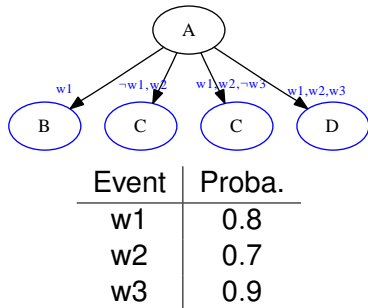 A
w1
¬w1,w2
w1,w2,¬w3
w1,w2,w3
B
C
C
D
Event Proba.
w1 0.8
w2 0.7
w3 0.9